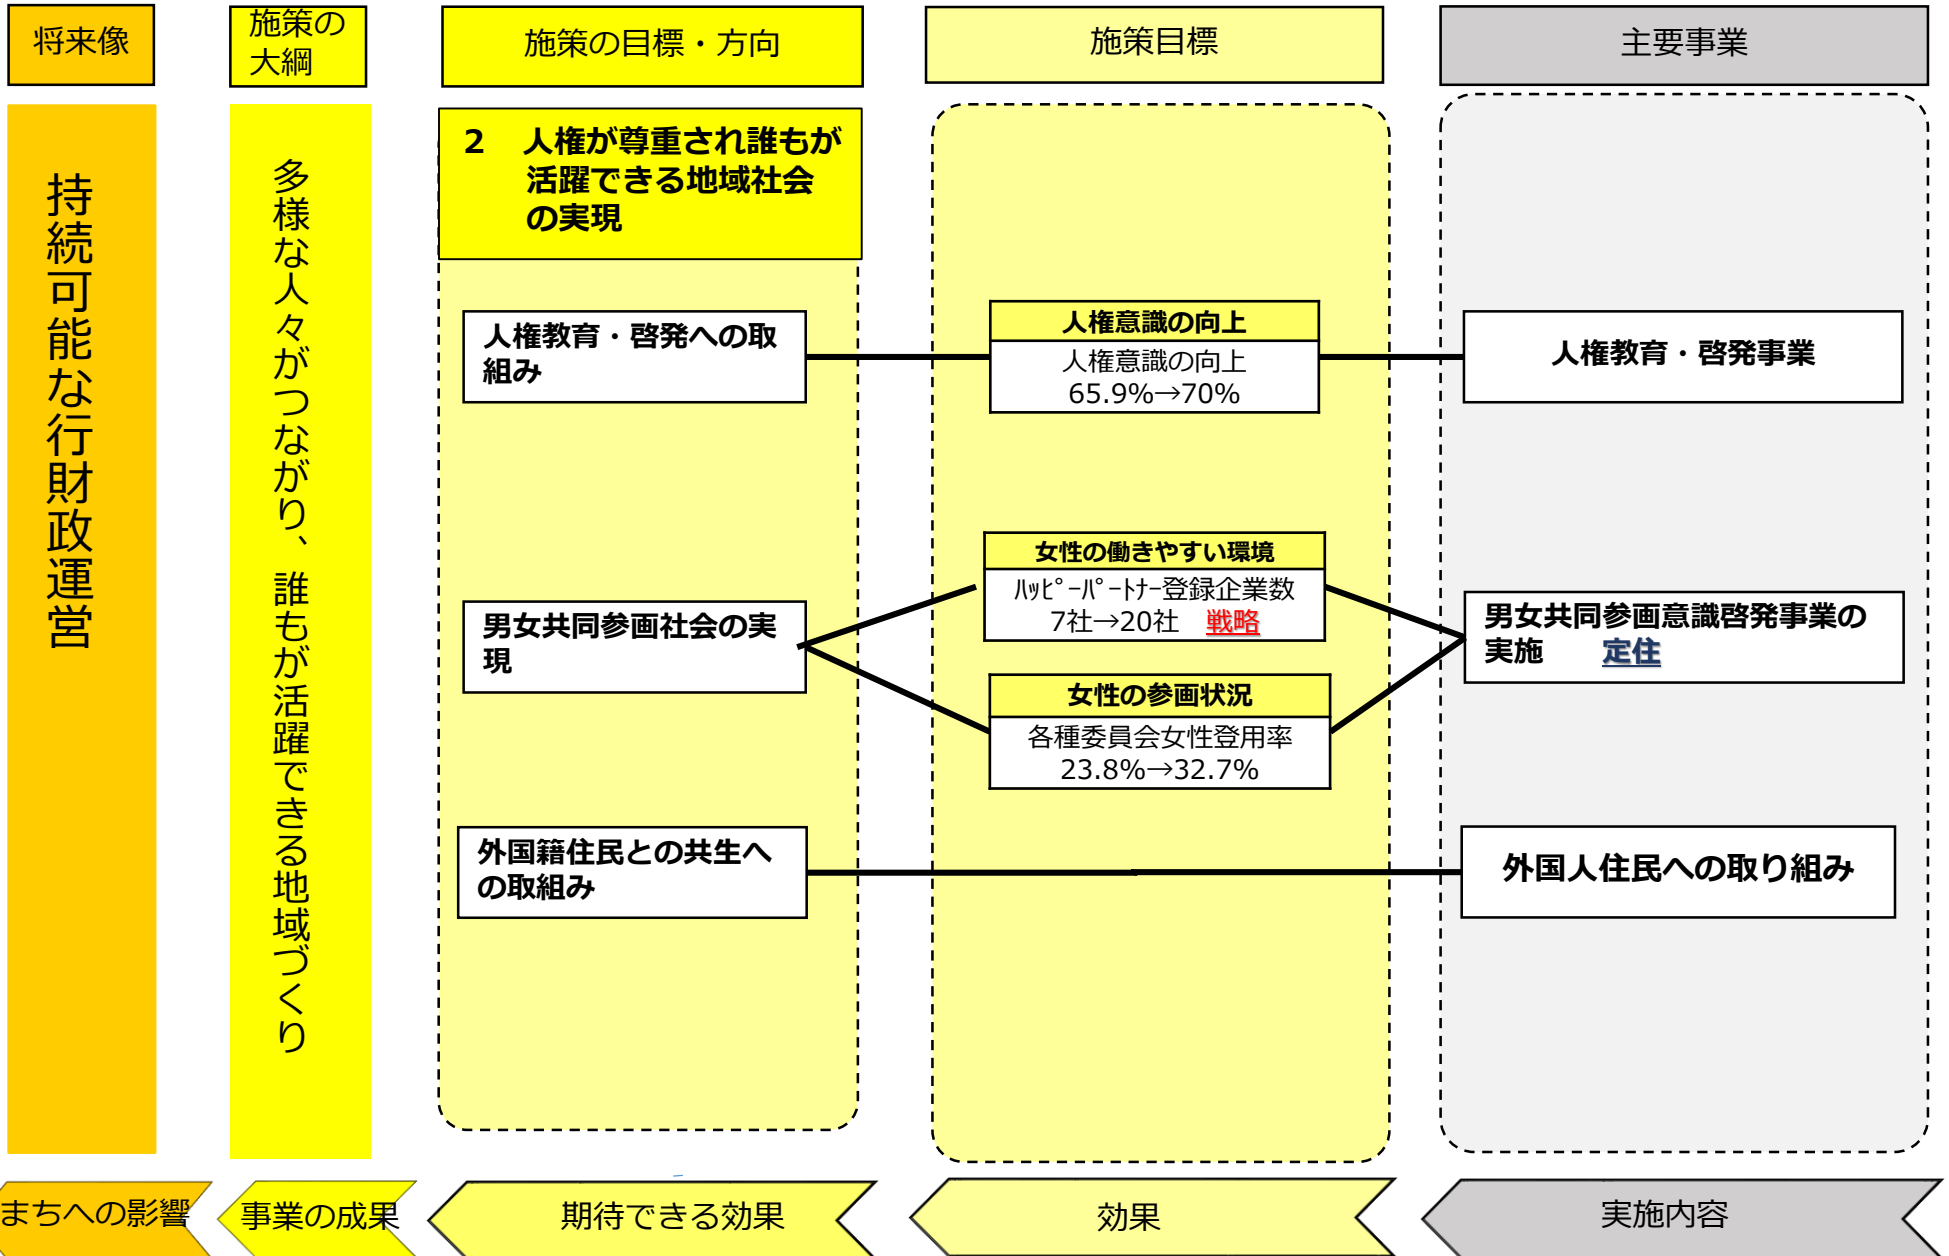 将来像
施策の
大綱
施策の目標・方向
施策目標
主要事業
持続可能な行財政運営
多様な人々がつながり、誰もが活躍できる地域づくり
2　人権が尊重され誰もが
活躍できる地域社会
の実現
人権教育・啓発への取
組み
人権意識の向上
人権意識の向上
65.9%→70%
人権教育・啓発事業
男女共同参画社会の実
現
女性の働きやすい環境
ﾊｯﾋﾟｰﾊﾟｰﾄﾅｰ登録企業数
7社→20社　戦略
女性の参画状況
各種委員会女性登用率
23.8%→32.7%
男女共同参画意識啓発事業の
実施　　定住
外国籍住民との共生へ
の取組み
外国人住民への取り組み
まちへの影響
事業の成果
期待できる効果
効果
実施内容